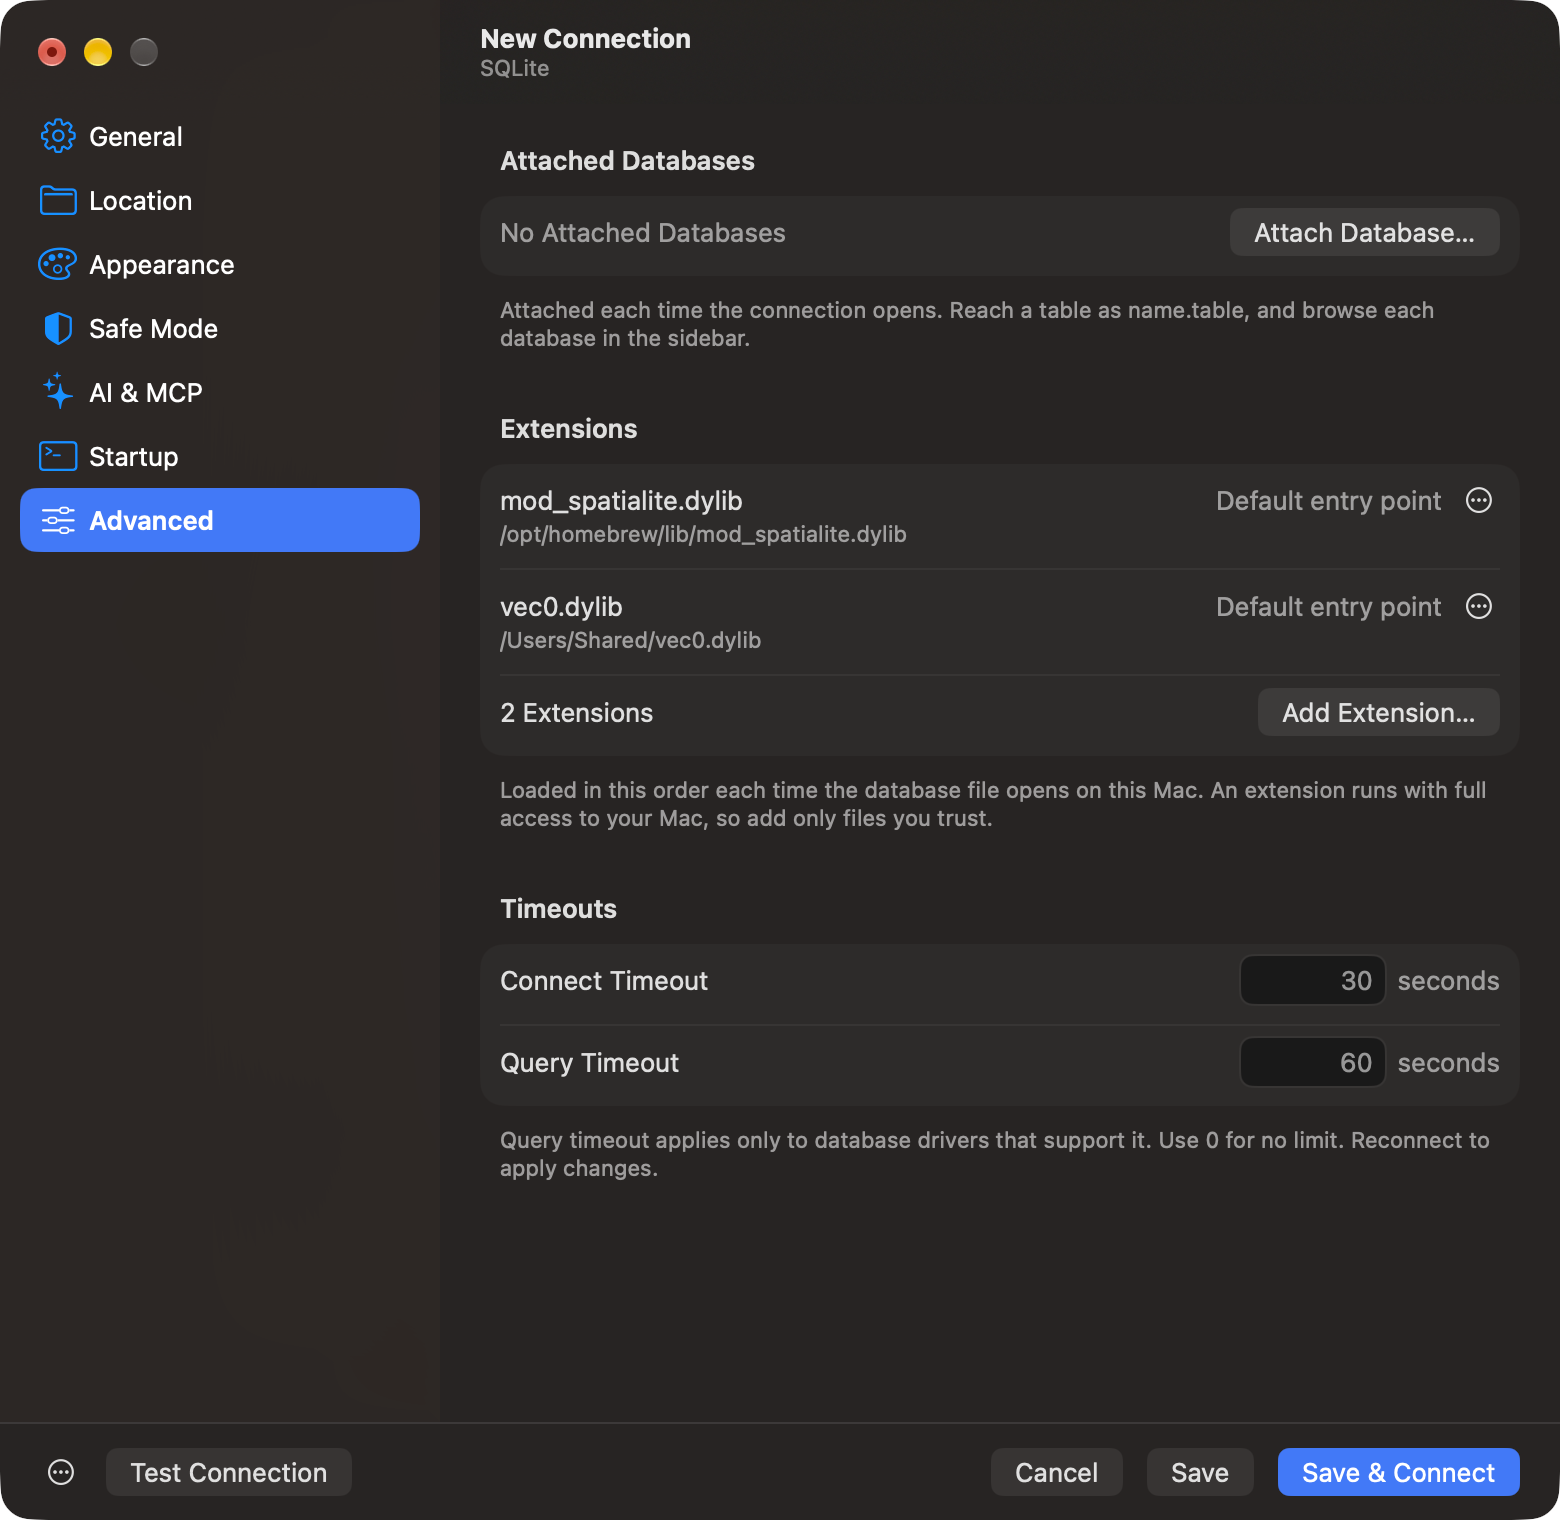 New Connection
SQLite
General
Location
Appearance
Safe Mode
AI & MCP
Startup
Advanced
Attached Databases
No Attached Databases
Attach Database...
Attached each time the connection opens. Reach a table as name.table, and browse each
database in the sidebar.
Extensions
mod_spatialite.dylib
Default entry point
/opt/homebrew/lib/mod_spatialite.dylib
vec0.dylib
Default entry point
/Users/Shared/vec0.dylib
2 Extensions
Add Extension...
Loaded in this order each time the database file opens on this Mac. An extension runs with full
access to your Mac, so add only files you trust.
Timeouts
Connect Timeout
30 seconds
Query Timeout
60 seconds
Query timeout applies only to database drivers that support it. Use 0 for no limit. Reconnect to
apply changes.
Test Connection
Cancel
Save
Save & Connect